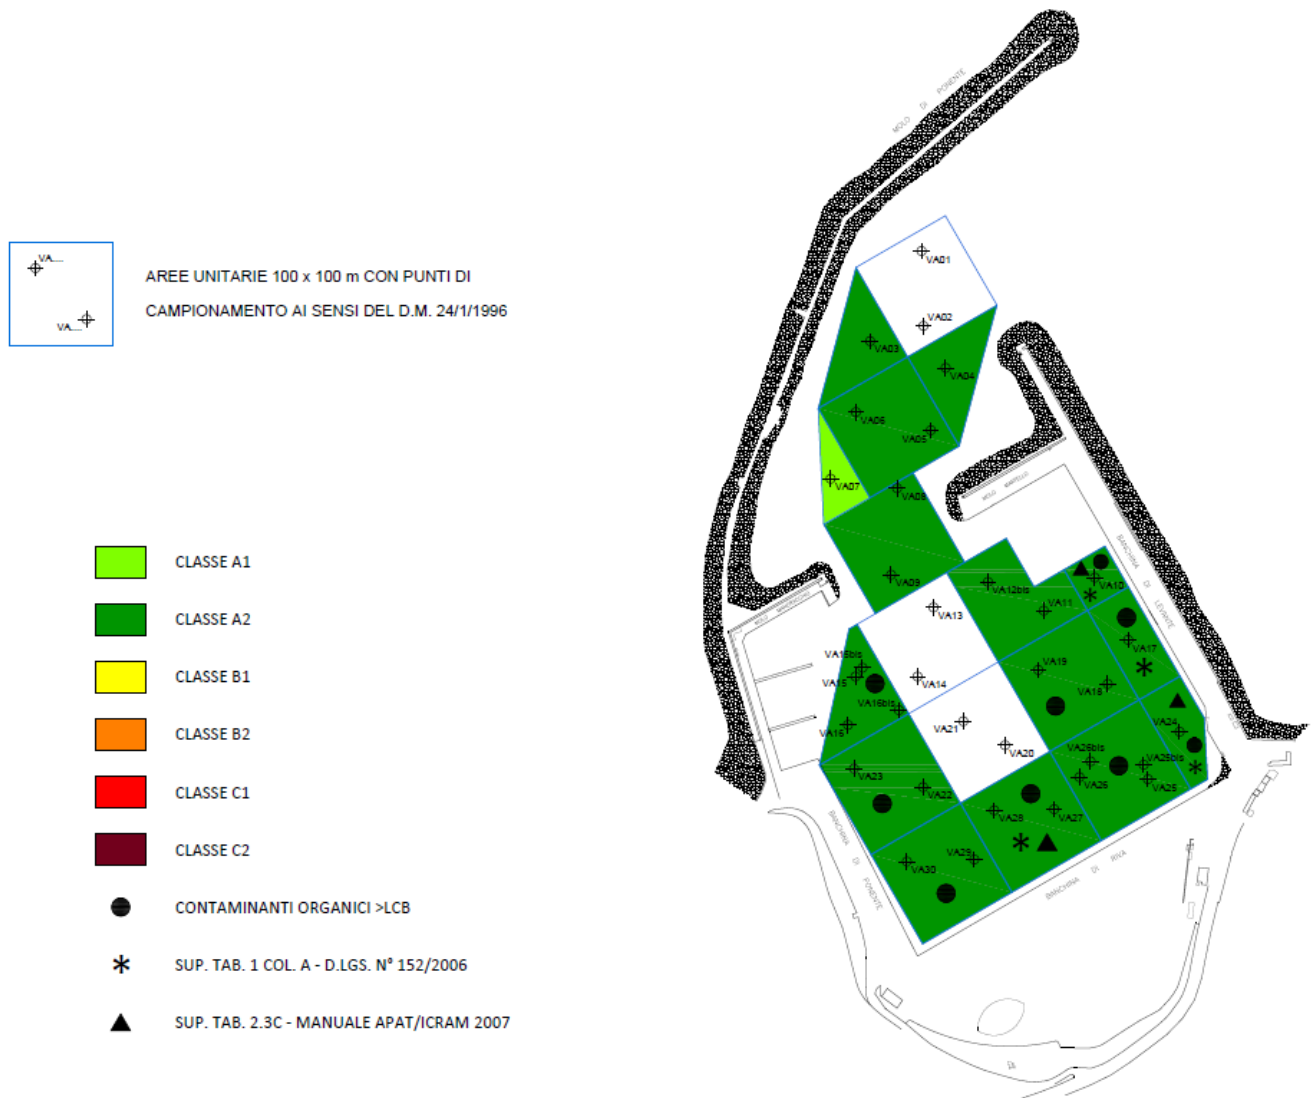 MOLO DI PONENTE
VA....
VA....
AREE UNITARIE 100 x 100 m CON PUNTI DI
CAMPIONAMENTO AI SENSI DEL D.M. 24/1/1996
VA01
VA02
VA03
VA04
VA06
VA05
VA07
VA08
MOLO MARTELLO
BANCHINA DI LEVANTE
VA09
VA12bis
VA10
VA11
VA13
VA17
VA15bis
VA15
VA14
VA19
VA18
VA16bis
VA16
VA21
VA20
VA24
VA23
VA22
VA26bis
VA26
VA25bis
VA25
VA28
VA27
VA30
VA29
BANCHINA DI PONENTE
BANCHINA DI RIVA
CLASSE A1
CLASSE A2
CLASSE B1
CLASSE B2
CLASSE C1
CLASSE C2
CONTAMINANTI ORGANICI >LCB
SUP. TAB. 1 COL. A - D.LGS. N° 152/2006
SUP. TAB. 2.3C - MANUALE APAT/ICRAM 2007